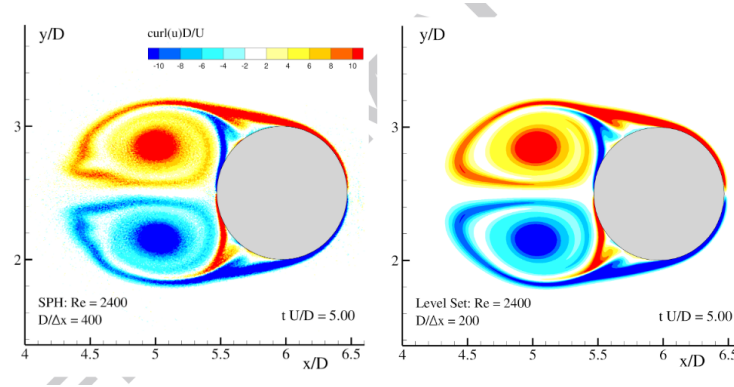 y/D
curl(u)D/U
-10 -8 -6 -4 -2 2 4 6 8 10
3
2
SPH: Re = 2400
D/Δx = 400
t U/D = 5.00
4 4.5 5 5.5 6 6.5
x/D
y/D
3
2
Level Set: Re = 2400
D/Δx = 200
t U/D = 5.00
4 4.5 5 5.5 6 6.5
x/D